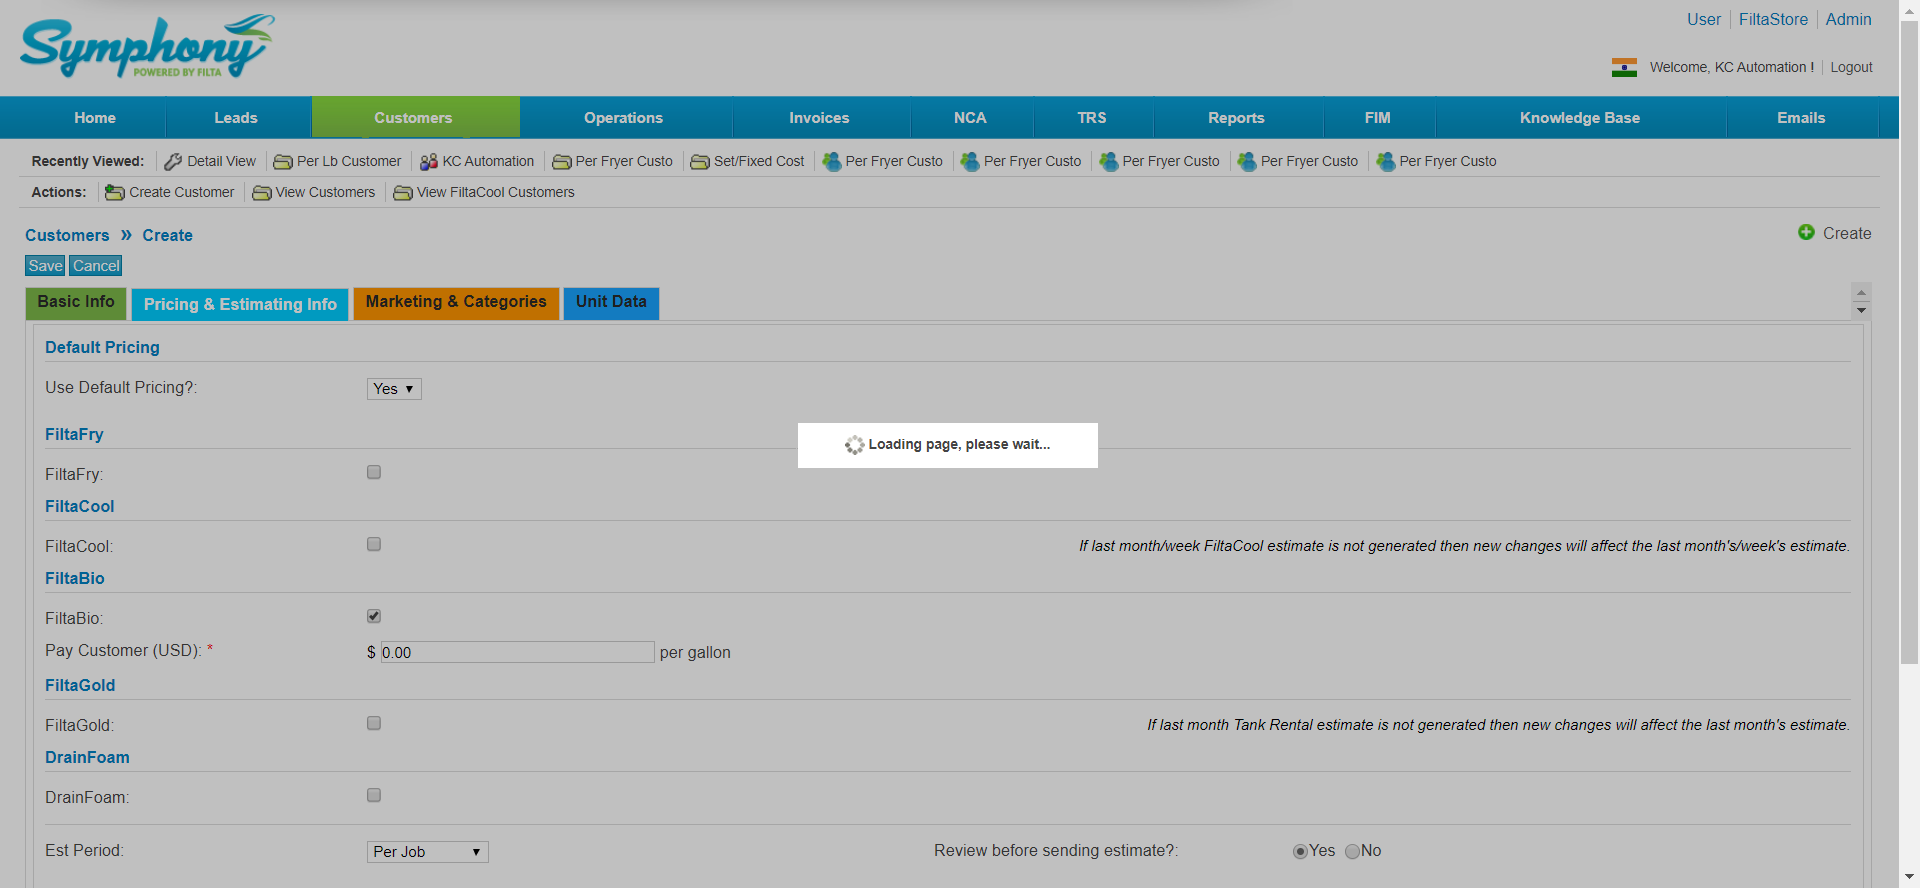 Symphony
POWERED BY FILTA
User FiltaStore Admin
Welcome, KC Automation ! Logout
Home Leads Customers Operations Invoices NCA TRS Reports FIM Knowledge Base Emails
Recently Viewed: Detail View Per Lb Customer KC Automation Per Fryer Custo Set/Fixed Cost Per Fryer Custo Per Fryer Custo Per Fryer Custo Per Fryer Custo Per Fryer Custo
Actions: Create Customer View Customers View FiltaCool Customers
Customers » Create
Create
Save Cancel
Basic Info Pricing & Estimating Info Marketing & Categories Unit Data
Default Pricing
Use Default Pricing?: Yes
FiltaFry
Loading page, please wait...
FiltaFry:
FiltaCool
FiltaCool: If last month/week FiltaCool estimate is not generated then new changes will affect the last month's/week's estimate.
FiltaBio
FiltaBio:
Pay Customer (USD): * $ 0.00 per gallon
FiltaGold
FiltaGold: If last month Tank Rental estimate is not generated then new changes will affect the last month's estimate.
DrainFoam
DrainFoam:
Est Period: Per Job Review before sending estimate?: Yes No